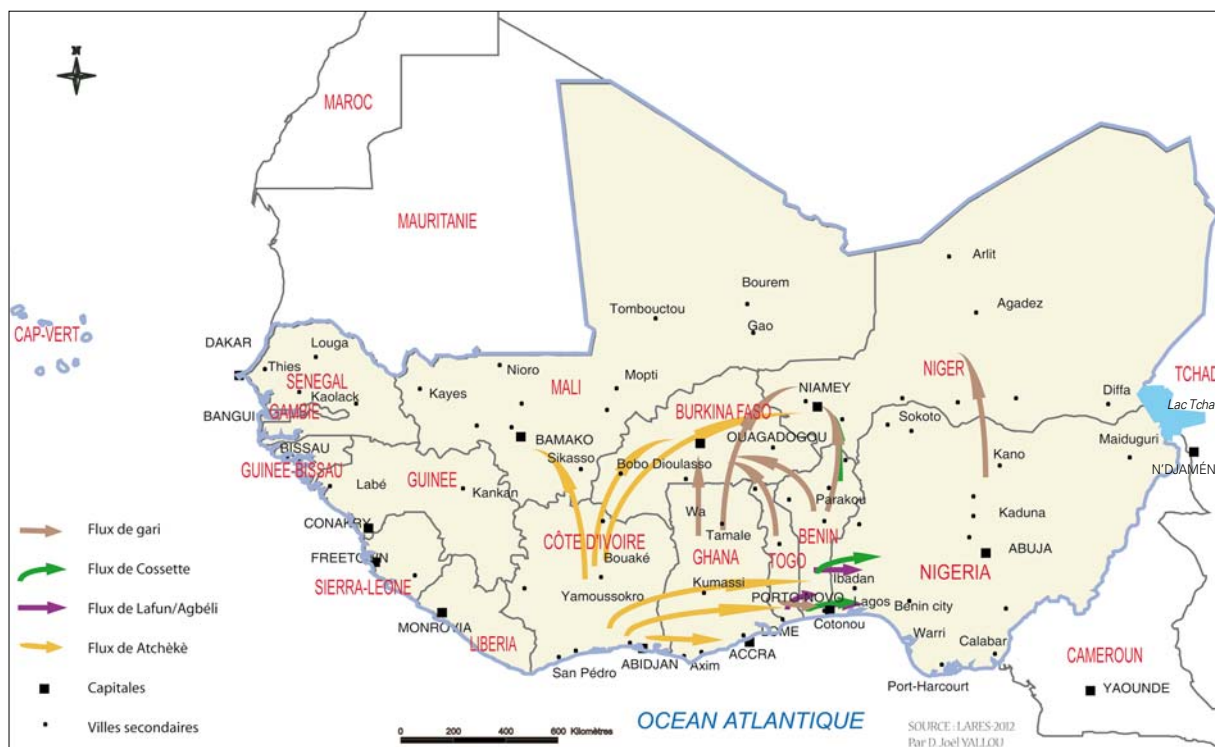 N
MAROC
MAURITANIE
CAP-VERT
Arlit
Agadez
Bourem
Tombouctou
Gao
DAKAR
Louga
Thies
SENEGAL
Kaolack
GAMBIE
BANGUI
BISSAU
GUINEE-BISSAU
Nioro
Kayes
MALI
Mopti
BURKINA FASO
NIAMEY
NIGER
Diffa
TCHAD
Lac Tcha
Sokoto
Maiduguri
N'DJAMÉN
BAMAKO
Sikasso
OUAGADOGOU
Bobo Dioulasso
Kano
Labé
GUINEE
Kankan
Parakou
Wa
Tamale
Kaduna
CONAKRY
FREETOWN
SIERRA-LEONE
CÔTE D'IVOIRE
Bouaké
GHANA
TOGO
BENIN
ABUJA
NIGERIA
Kumassi
Ibadan
Yamoussokro
PORTO-NOVO
Lagos
Benin city
MONROVIA
LIBERIA
LOME
Cotonou
Warri
Calabar
San Pédro
ABIDJAN
Axim
ACCRA
Port-Harcourt
CAMEROUN
YAOUNDE
Flux de gari
Flux de Cossette
Flux de Lafun/Agbéli
Flux de Atchèkè
Capitales
Villes secondaires
0 200 400 600 Kilomètres
OCEAN ATLANTIQUE
SOURCE : LARES-2012
Par D. Joël YALLOU